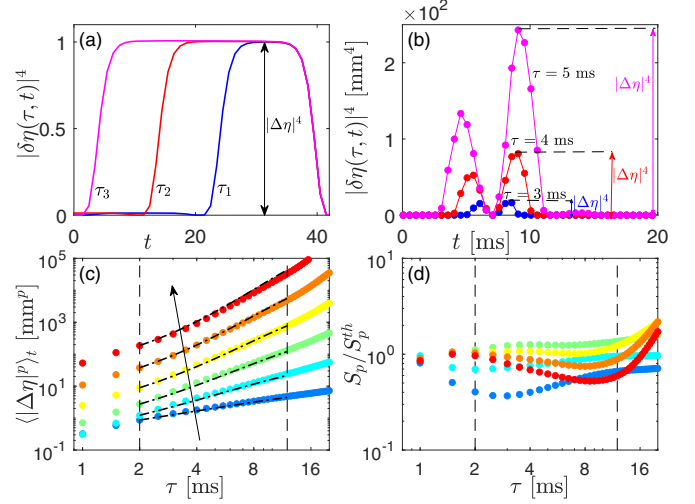 (a)
|δη(τ, t)|⁴
1
0.5
0
τ₃
τ₂
τ₁
|Δη|⁴
0
20
40
t
(b)
×10²
|δη(τ, t)|⁴ [mm⁴]
2
1
0
τ = 5 ms
τ = 4 ms
τ = 3 ms
|Δη|⁴
|Δη|⁴
|Δη|⁴
0
10
20
t [ms]
(c)
⟨|Δη|ᵖ⟩ₜ [mmᵖ]
10⁵
10³
10¹
10⁻¹
1
2
4
8
16
τ [ms]
(d)
Sₚ/Sₚᵗʰ
10¹
10⁰
10⁻¹
1
2
4
8
16
τ [ms]